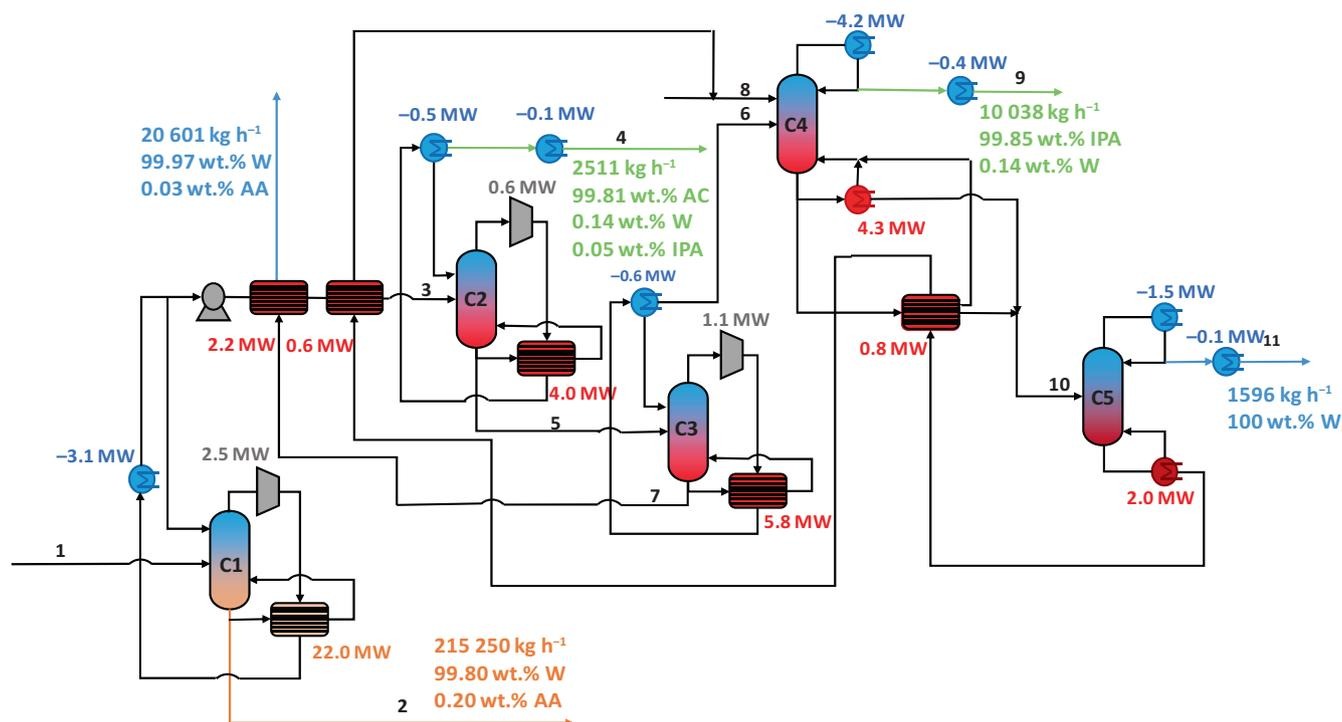 −4.2 MW
−0.4 MW
9
10 038 kg h⁻¹
99.85 wt.% IPA
0.14 wt.% W
8
6
C4
4.3 MW
20 601 kg h⁻¹
99.97 wt.% W
0.03 wt.% AA
−0.5 MW
−0.1 MW
4
2511 kg h⁻¹
99.81 wt.% AC
0.14 wt.% W
0.05 wt.% IPA
0.6 MW
3
C2
2.2 MW
0.6 MW
4.0 MW
−0.6 MW
1.1 MW
5
C3
7
5.8 MW
0.8 MW
−1.5 MW
−0.1 MW
11
1596 kg h⁻¹
100 wt.% W
10
C5
2.0 MW
−3.1 MW
2.5 MW
1
C1
22.0 MW
215 250 kg h⁻¹
99.80 wt.% W
0.20 wt.% AA
2